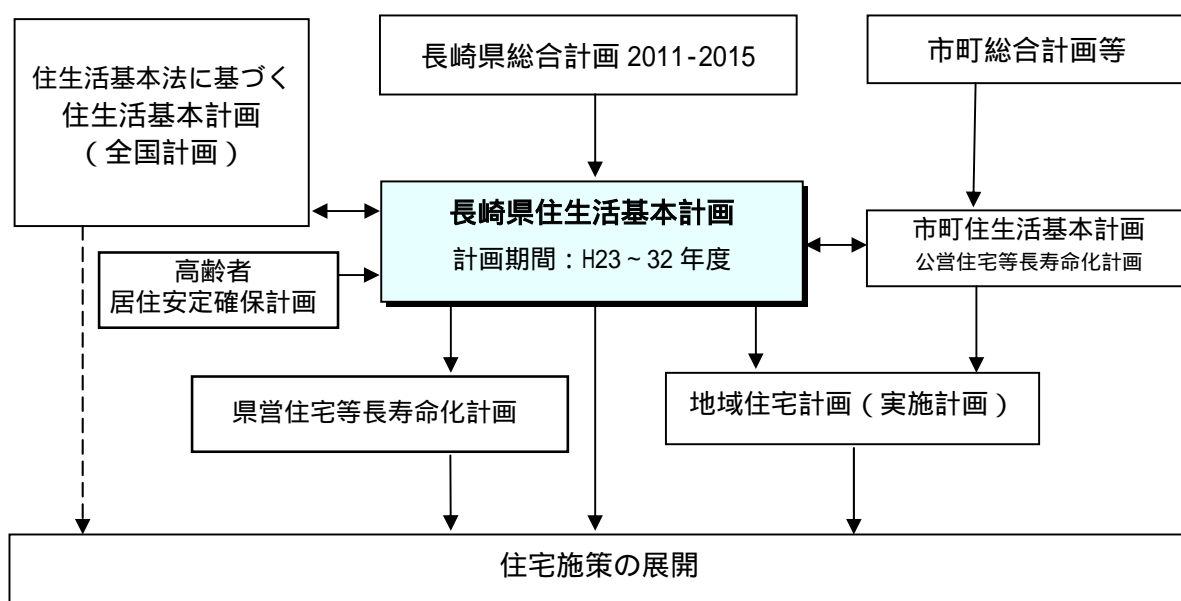 住生活基本法に基づく
住生活基本計画
（全国計画）
長崎県総合計画 2011-2015
市町総合計画等
長崎県住生活基本計画
計画期間：H23～32 年度
市町住生活基本計画
公営住宅等長寿命化計画
高齢者
居住安定確保計画
県営住宅等長寿命化計画
地域住宅計画（実施計画）
住宅施策の展開